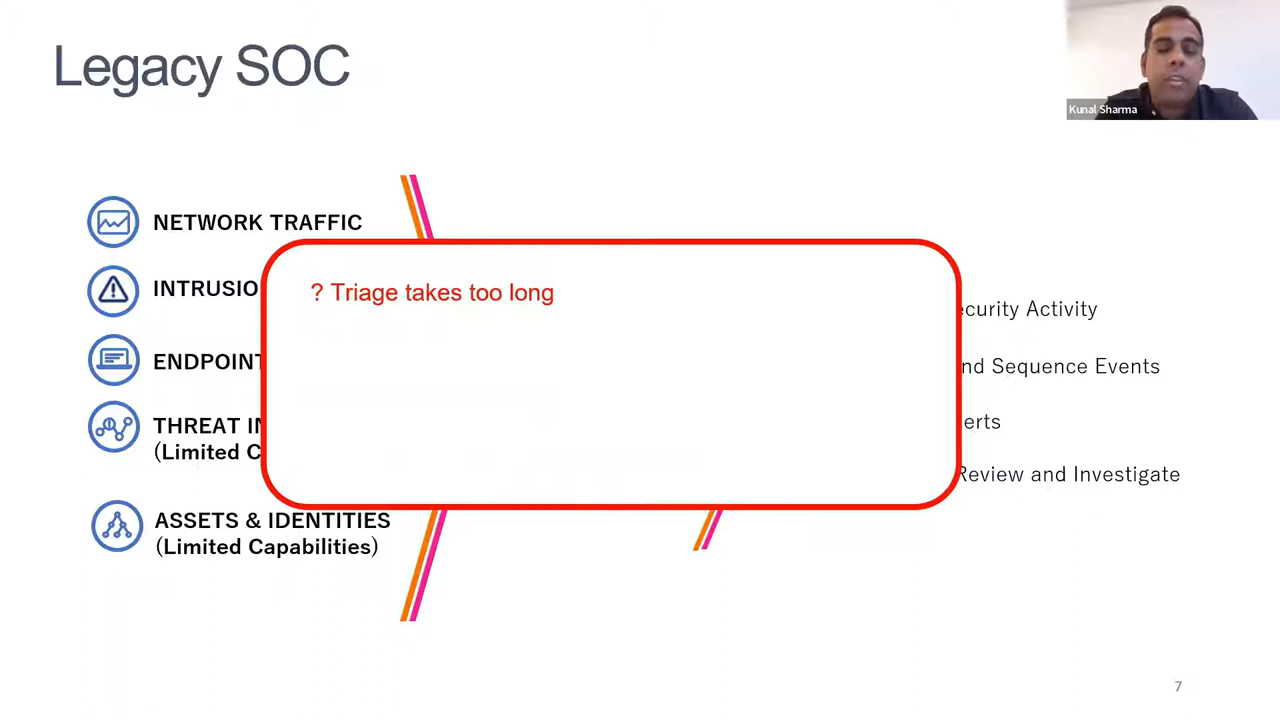 Legacy SOC
Kunal Sharma
NETWORK TRAFFIC
INTRUSIO
? Triage takes too long
ecurity Activity
ENDPOINT
nd Sequence Events
THREAT IN
(Limited C
erts
Review and Investigate
ASSETS & IDENTITIES
(Limited Capabilities)
7